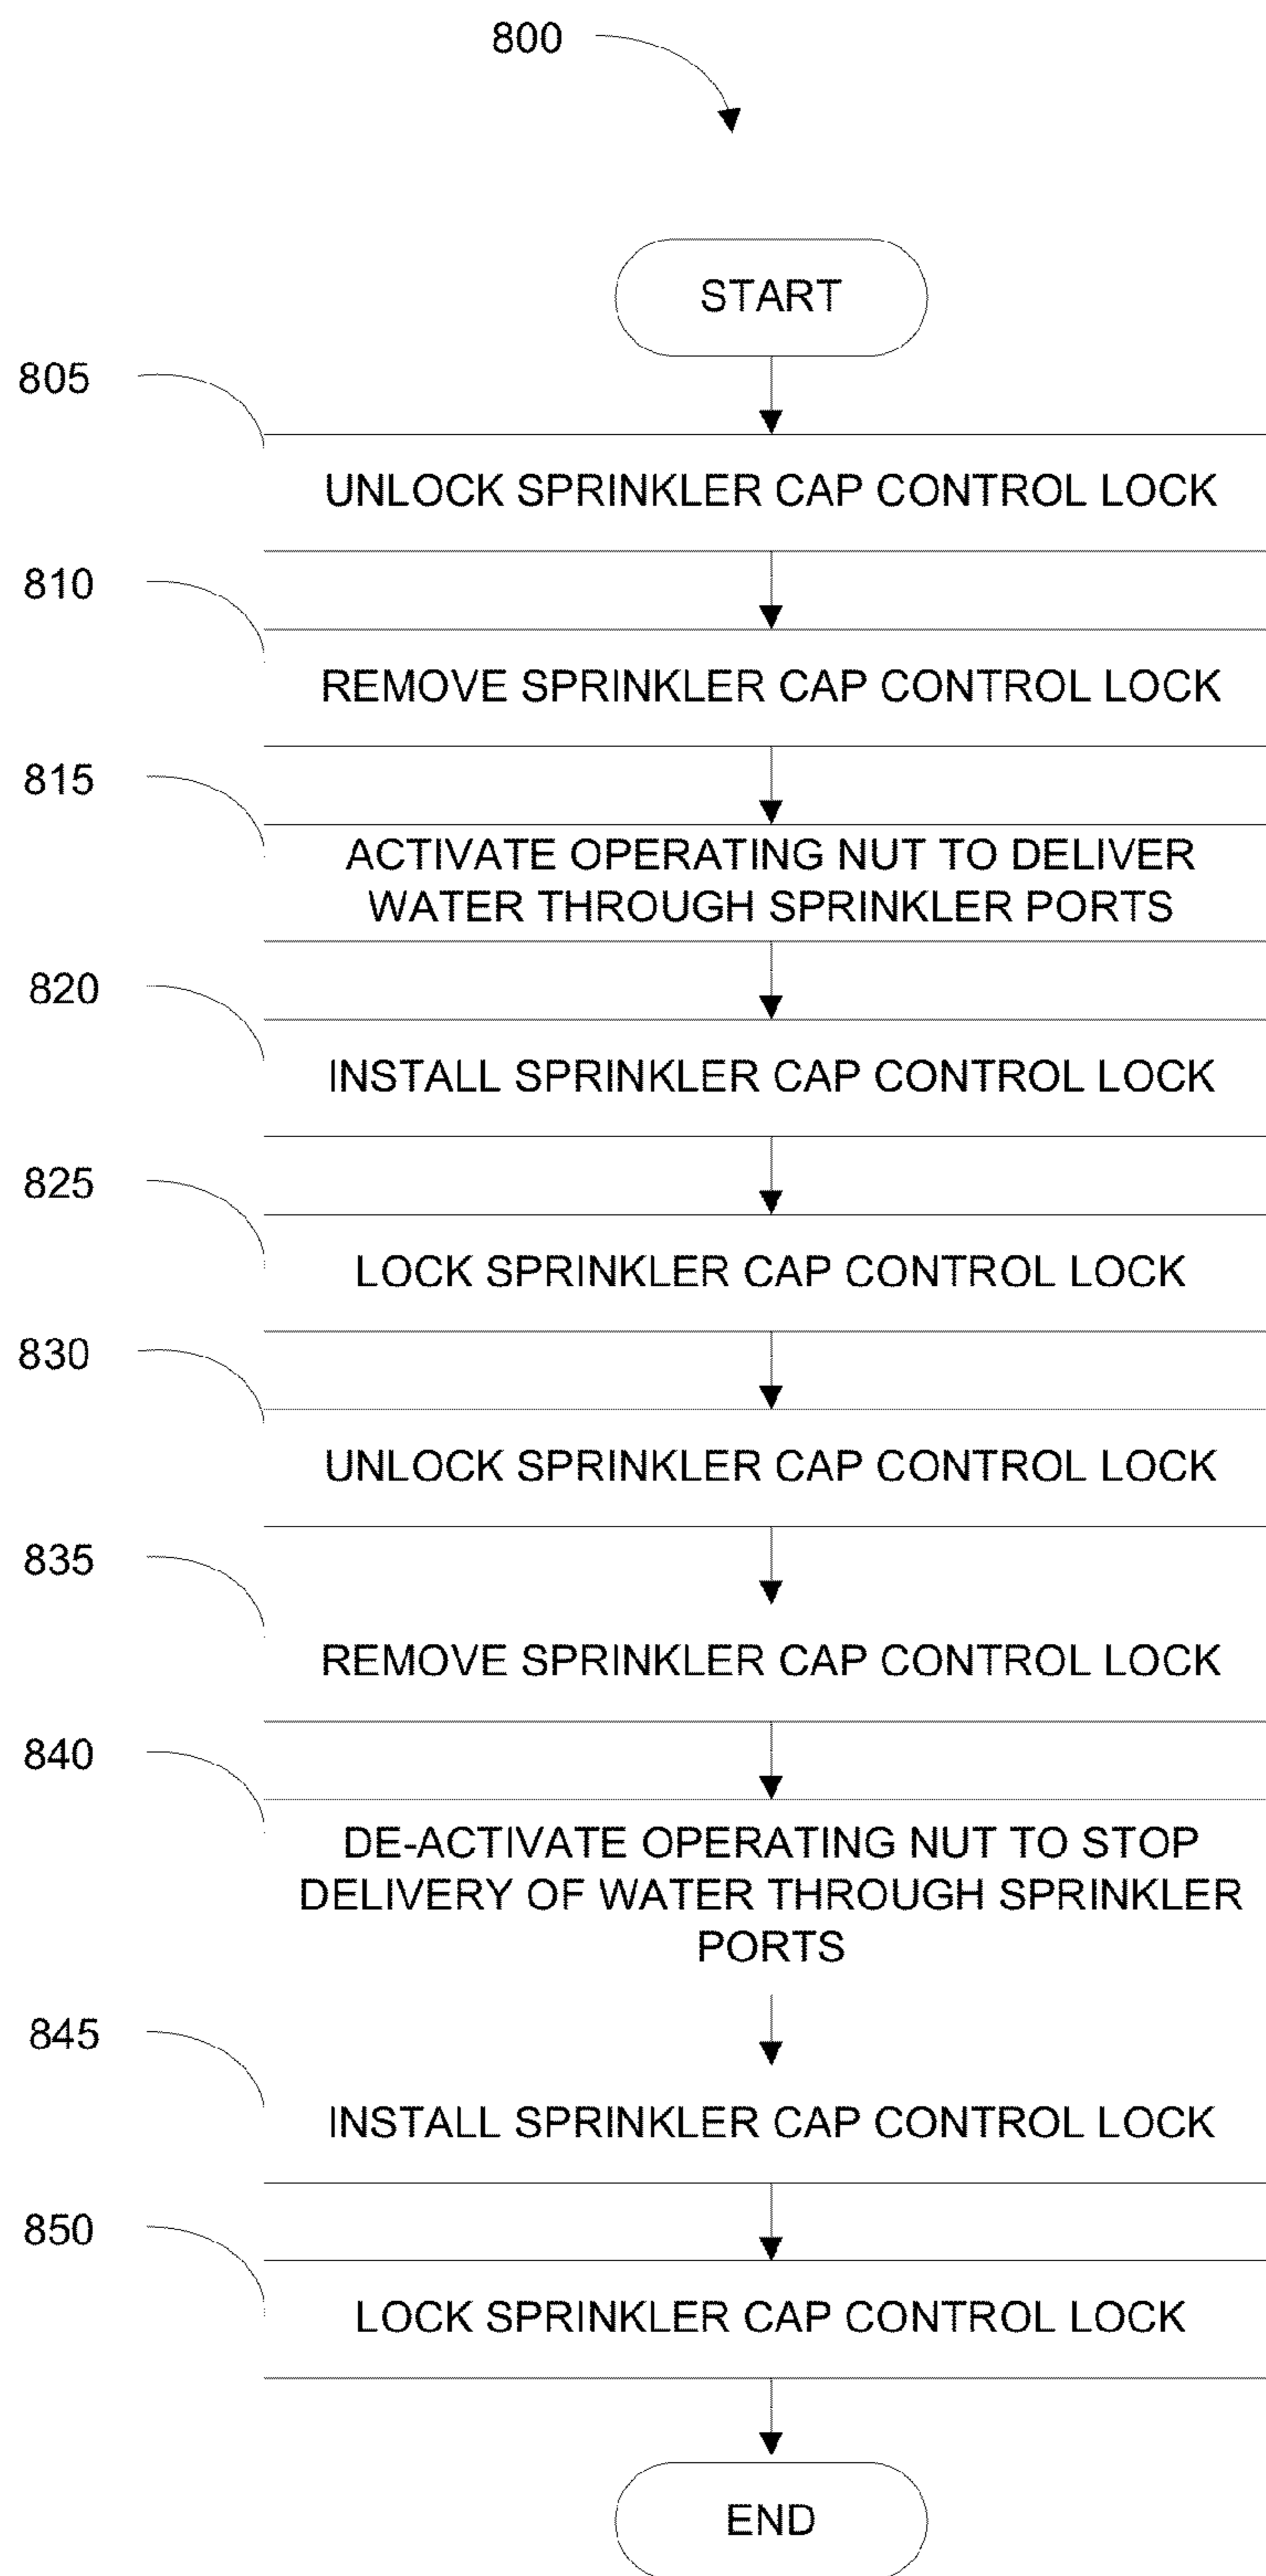 800
START
805
UNLOCK SPRINKLER CAP CONTROL LOCK
810
REMOVE SPRINKLER CAP CONTROL LOCK
815
ACTIVATE OPERATING NUT TO DELIVER
WATER THROUGH SPRINKLER PORTS
820
INSTALL SPRINKLER CAP CONTROL LOCK
825
LOCK SPRINKLER CAP CONTROL LOCK
830
UNLOCK SPRINKLER CAP CONTROL LOCK
835
REMOVE SPRINKLER CAP CONTROL LOCK
840
DE-ACTIVATE OPERATING NUT TO STOP
DELIVERY OF WATER THROUGH SPRINKLER
PORTS
845
INSTALL SPRINKLER CAP CONTROL LOCK
850
LOCK SPRINKLER CAP CONTROL LOCK
END